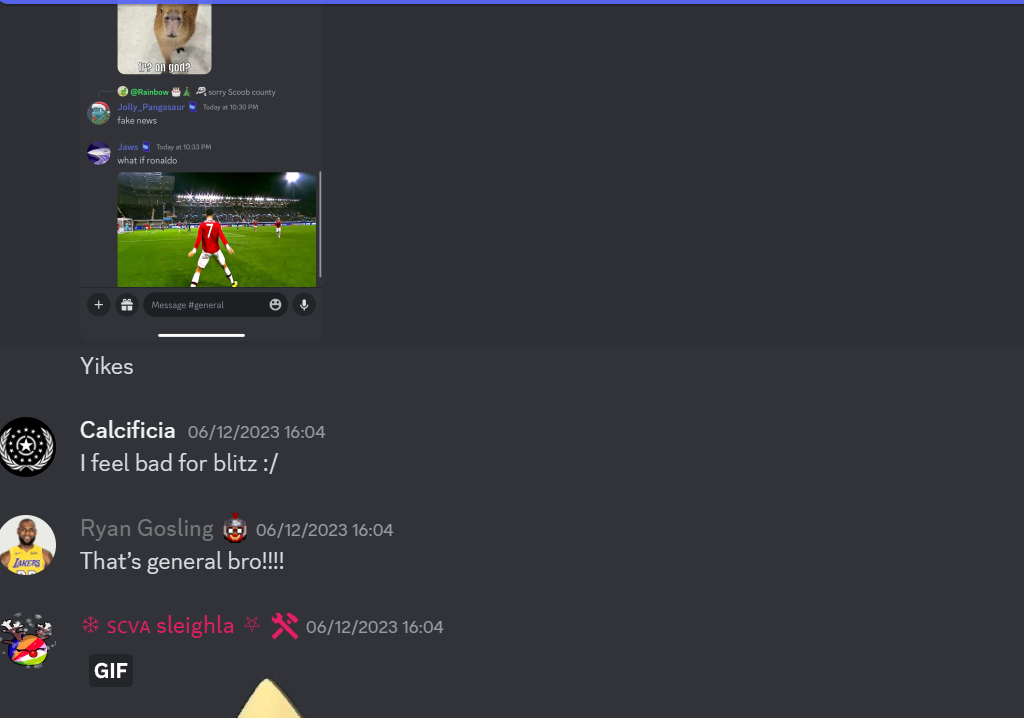 fr? on god?
@Rainbow sorry Scoob county
Jolly_Pangasaur Today at 10:30 PM
fake news
Jaws Today at 10:33 PM
what if ronaldo
7
Message #general
Yikes
Calcificia 06/12/2023 16:04
I feel bad for blitz :/
Ryan Gosling 06/12/2023 16:04
LAKERS
That's general bro!!!!
❄ ꜱᴄᴠᴀ sleighla ⛧ 06/12/2023 16:04
GIF